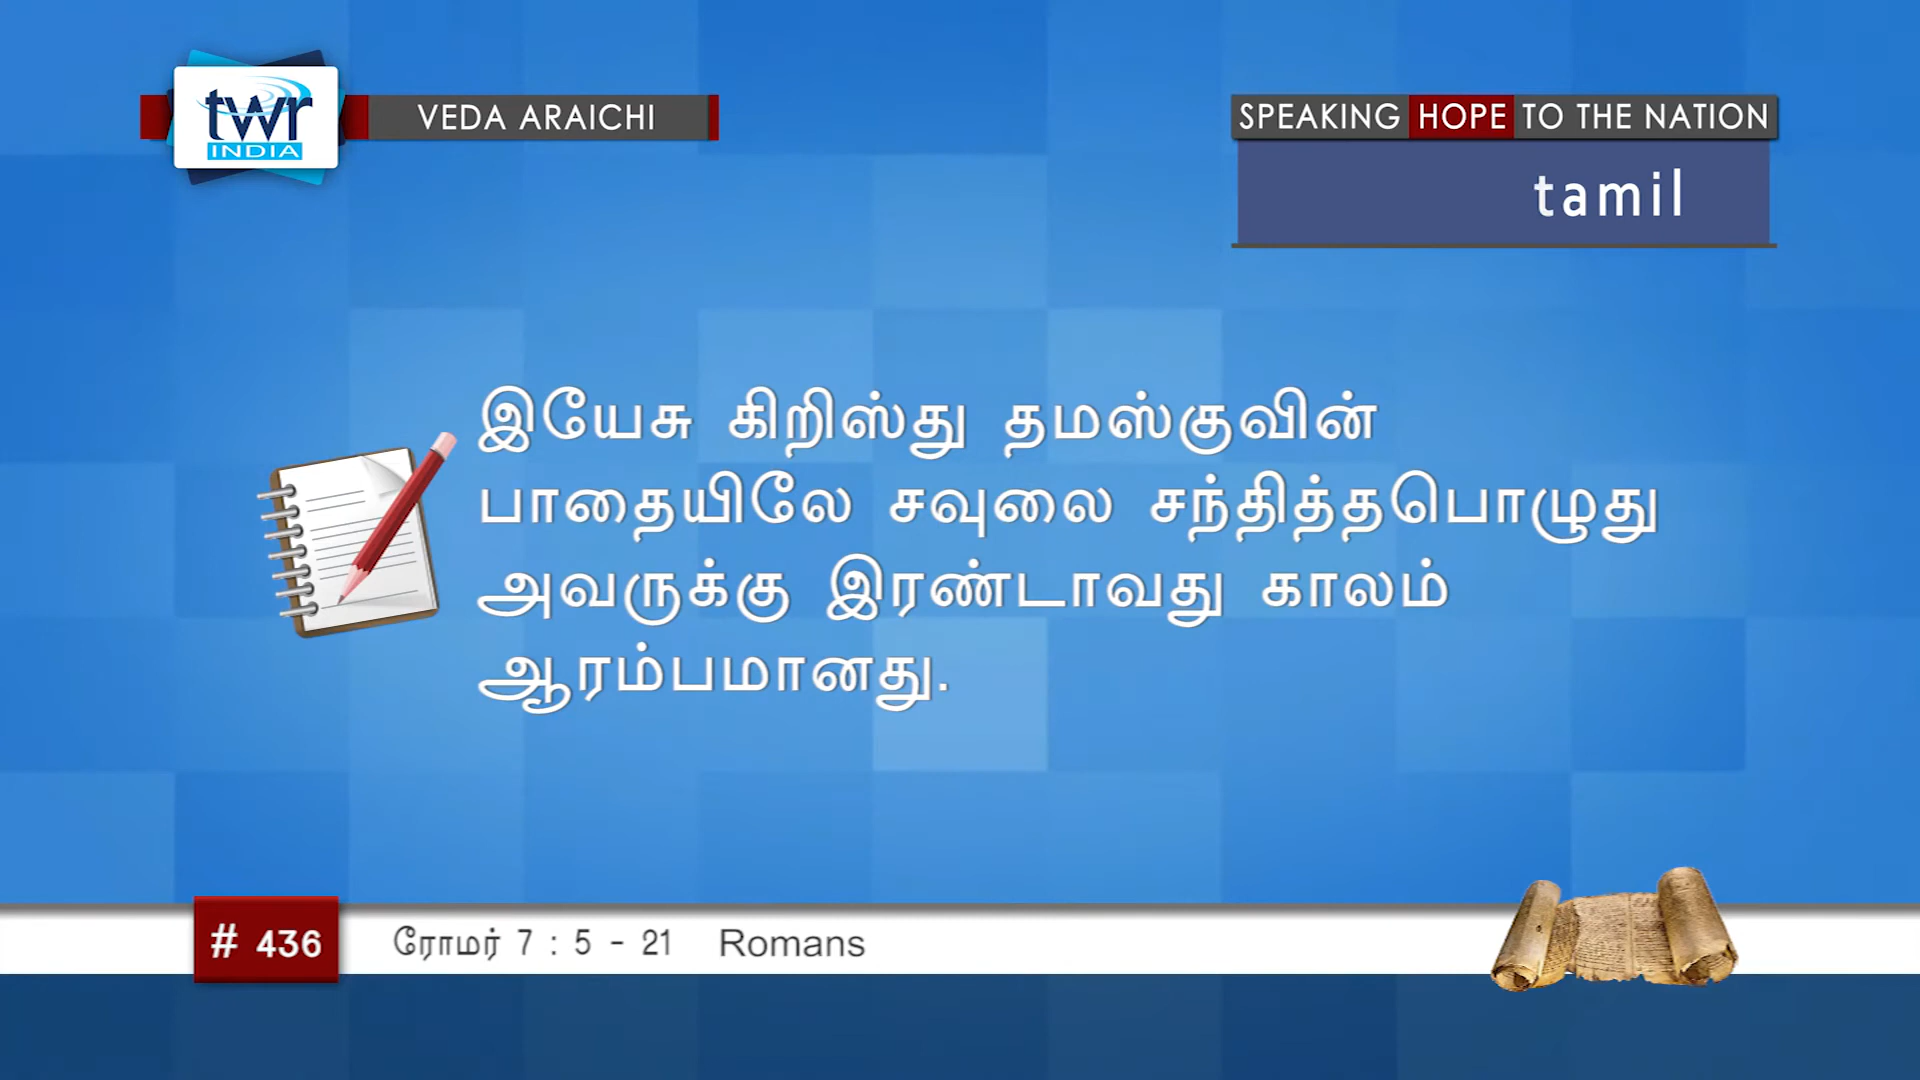 twr
INDIA
VEDA ARAICHI
SPEAKING HOPE TO THE NATION
tamil
இயேசு கிறிஸ்து தமஸ்குவின்
பாதையிலே சவுலை சந்தித்தபொழுது
அவருக்கு இரண்டாவது காலம்
ஆரம்பமானது.
# 436
ரோமர் 7 : 5 - 21 Romans